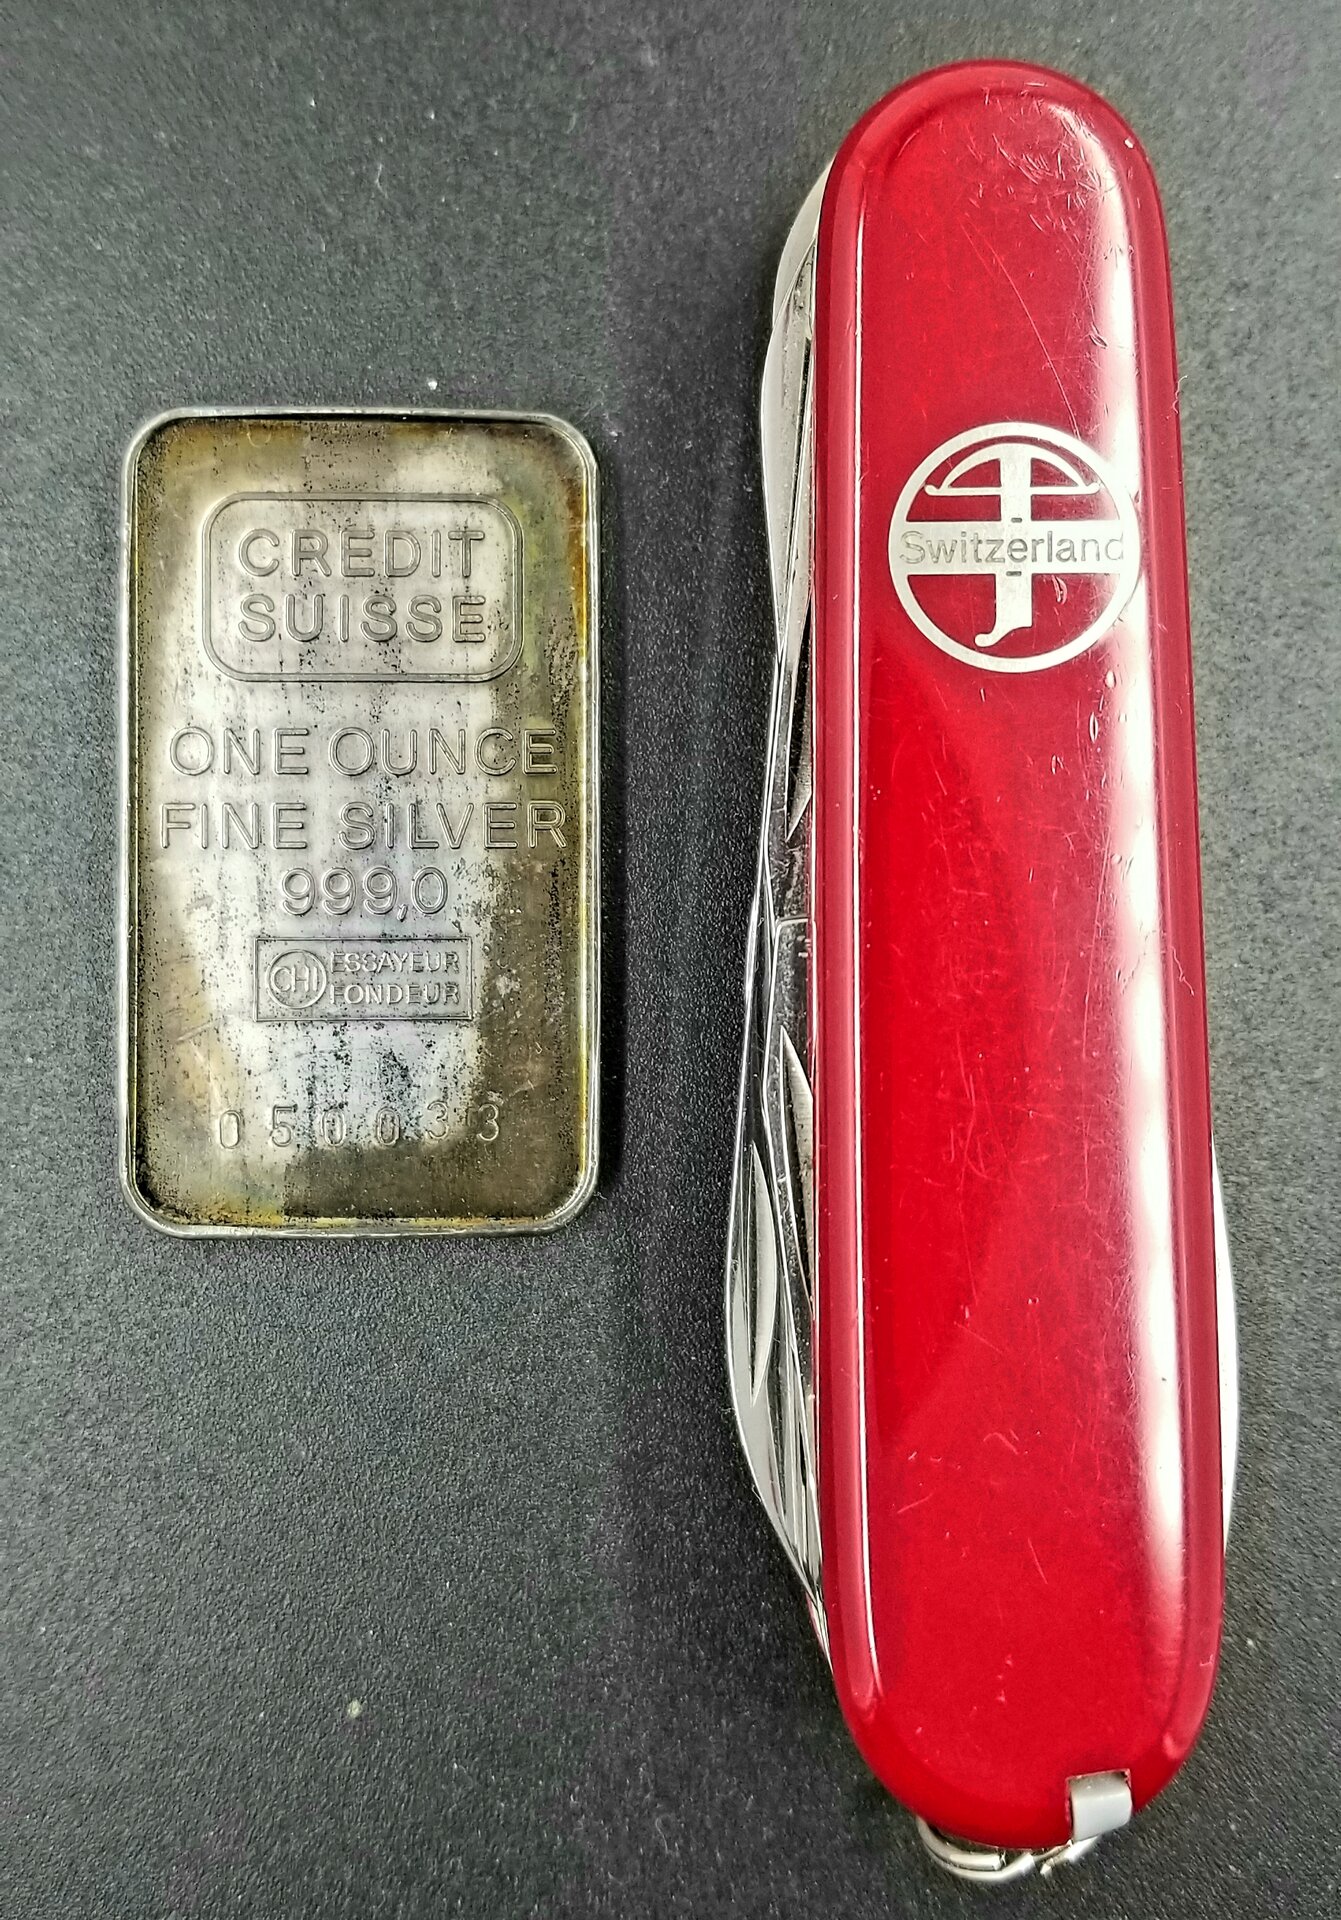 CREDIT
SUISSE
ONE OUNCE
FINE SILVER
999,0
CHI ESSAYEUR
FONDEUR
050033
Switzerland